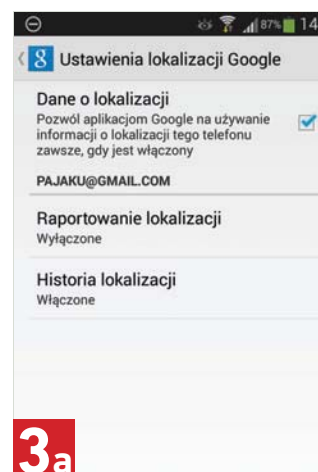 87% 14
8 Ustawienia lokalizacji Google
Dane o lokalizacji
Pozwól aplikacjom Google na używanie
informacji o lokalizacji tego telefonu
zawsze, gdy jest włączony
PAJAKU@GMAIL.COM
Raportowanie lokalizacji
Wyłączone
Historia lokalizacji
Włączone
3a